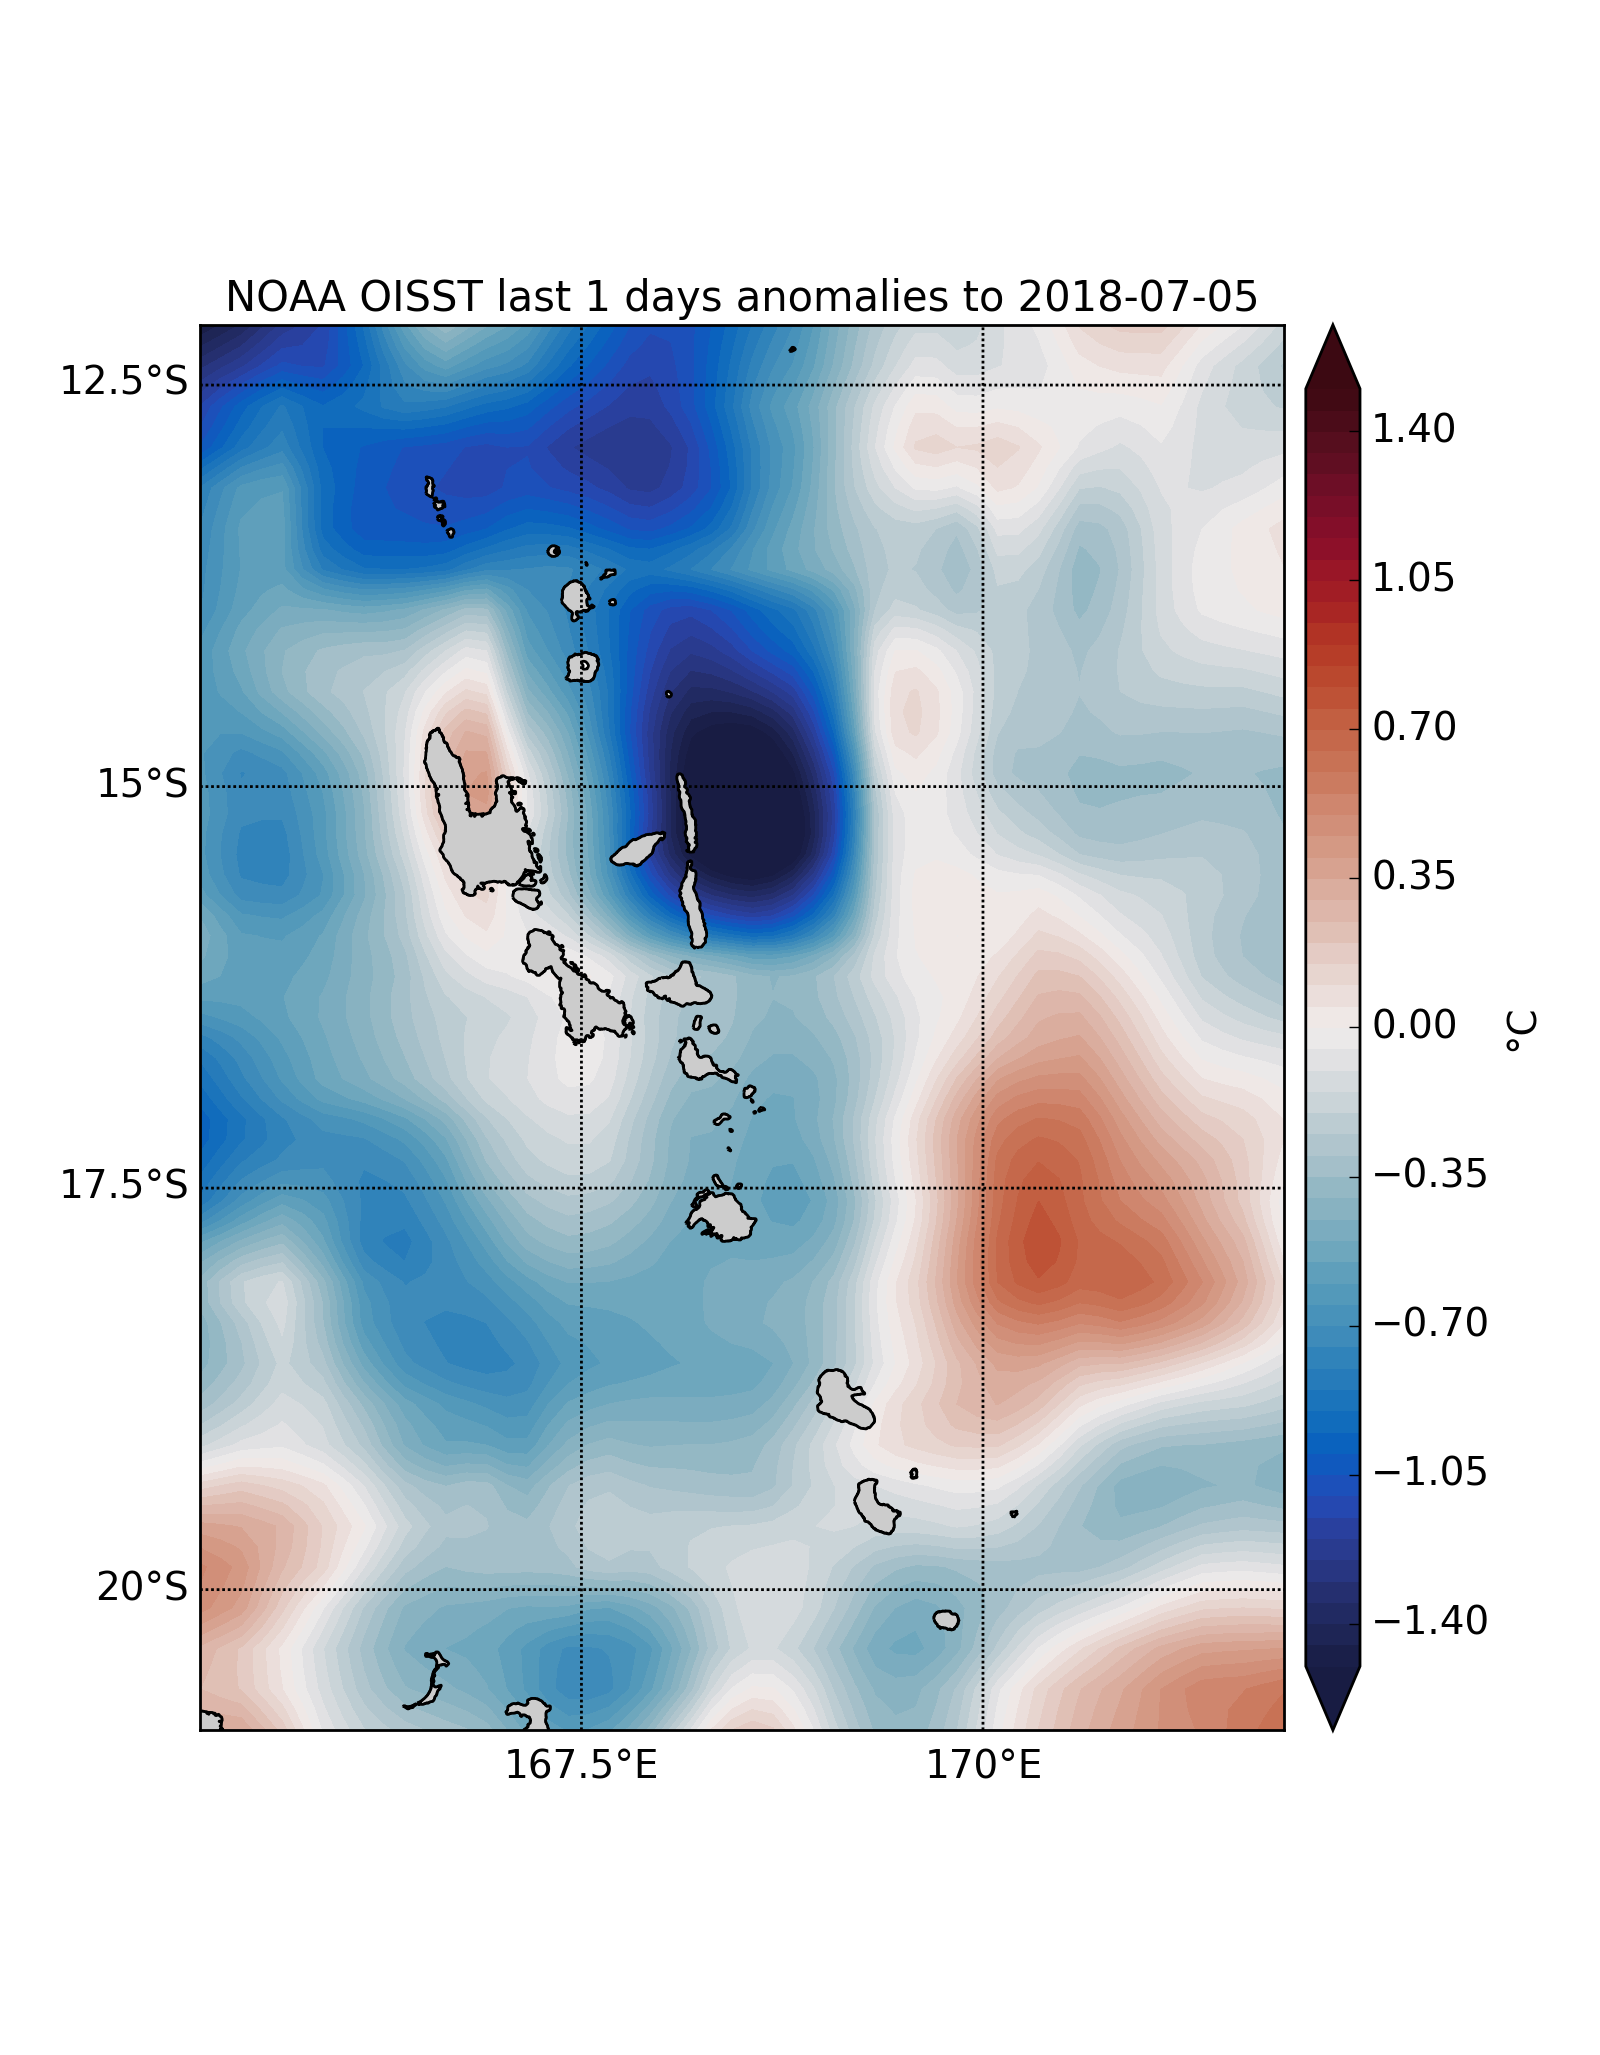 NOAA OISST last 1 days anomalies to 2018-07-05
12.5°S
15°S
17.5°S
20°S
167.5°E
170°E
1.40
1.05
0.70
0.35
0.00
−0.35
−0.70
−1.05
−1.40
°C